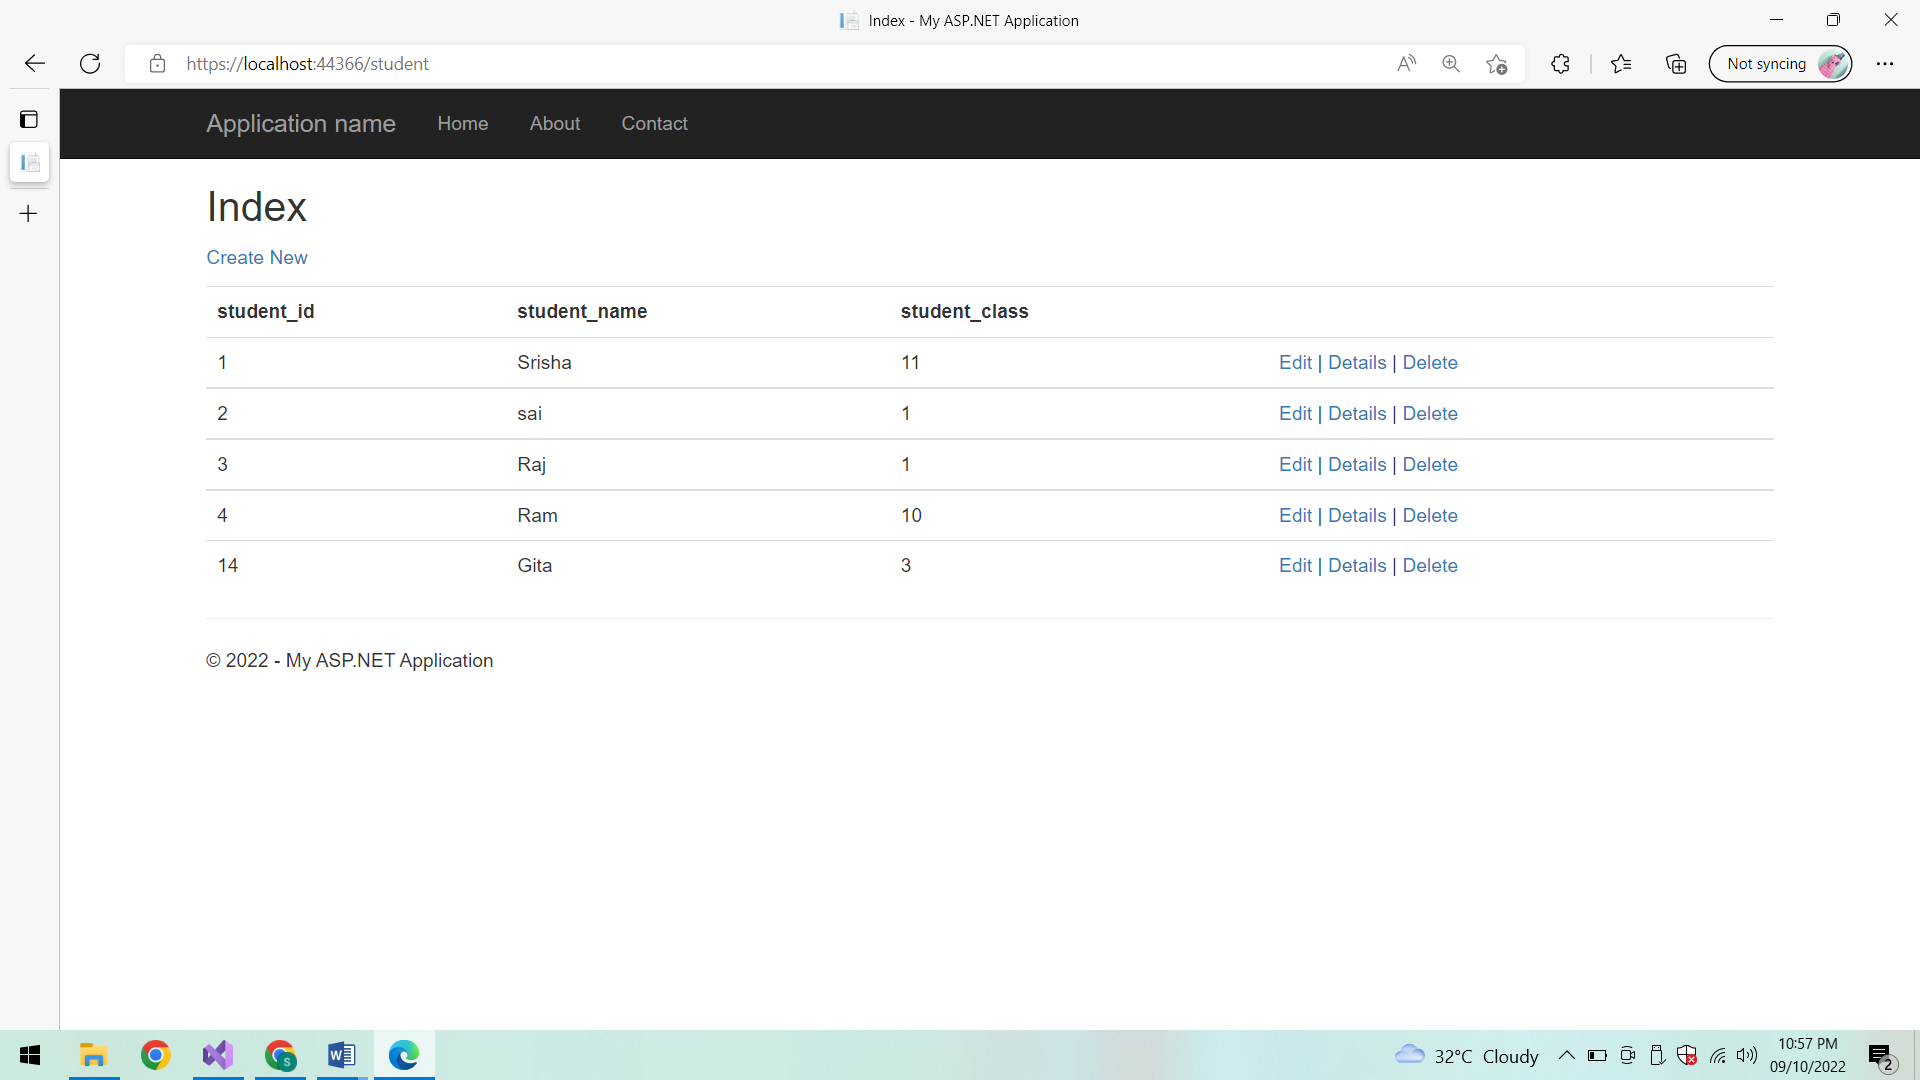 Index - My ASP.NET Application
https://localhost:44366/student
Not syncing
Application name Home About Contact
Index
Create New
student_id student_name student_class
1 Srisha 11 Edit | Details | Delete
2 sai 1 Edit | Details | Delete
3 Raj 1 Edit | Details | Delete
4 Ram 10 Edit | Details | Delete
14 Gita 3 Edit | Details | Delete
© 2022 - My ASP.NET Application
32°C Cloudy
10:57 PM
09/10/2022
2